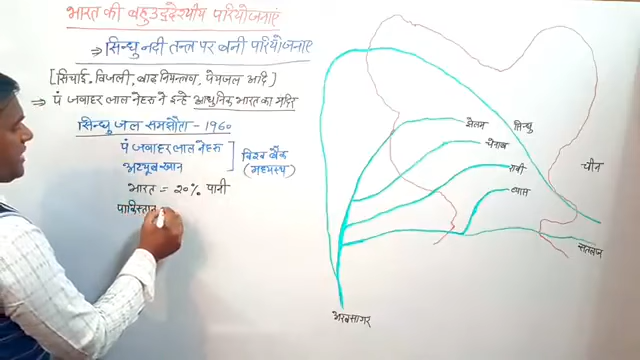 भारत की बहुउद्देशीय परियोजनाएं
⇒ सिन्धु नदी तन्त्र पर बनी परियोजनाएं
[सिंचाई, बिजली, बाढ़ नियन्त्रण, पेयजल आदि]
⇒ पं जवाहर लाल नेहरू ने इन्हे आधुनिक भारत का मंदिर
सिन्धु जल समझौता - 1960
पं जवाहर लाल नेहरू
अय्यूब खान
विश्व बैंक
(मध्यस्थ)
भारत = 20% पानी
पाकिस्तान
झेलम
सिन्धु
चेनाब
रावी
चीन
व्यास
सतलज
अरबसागर